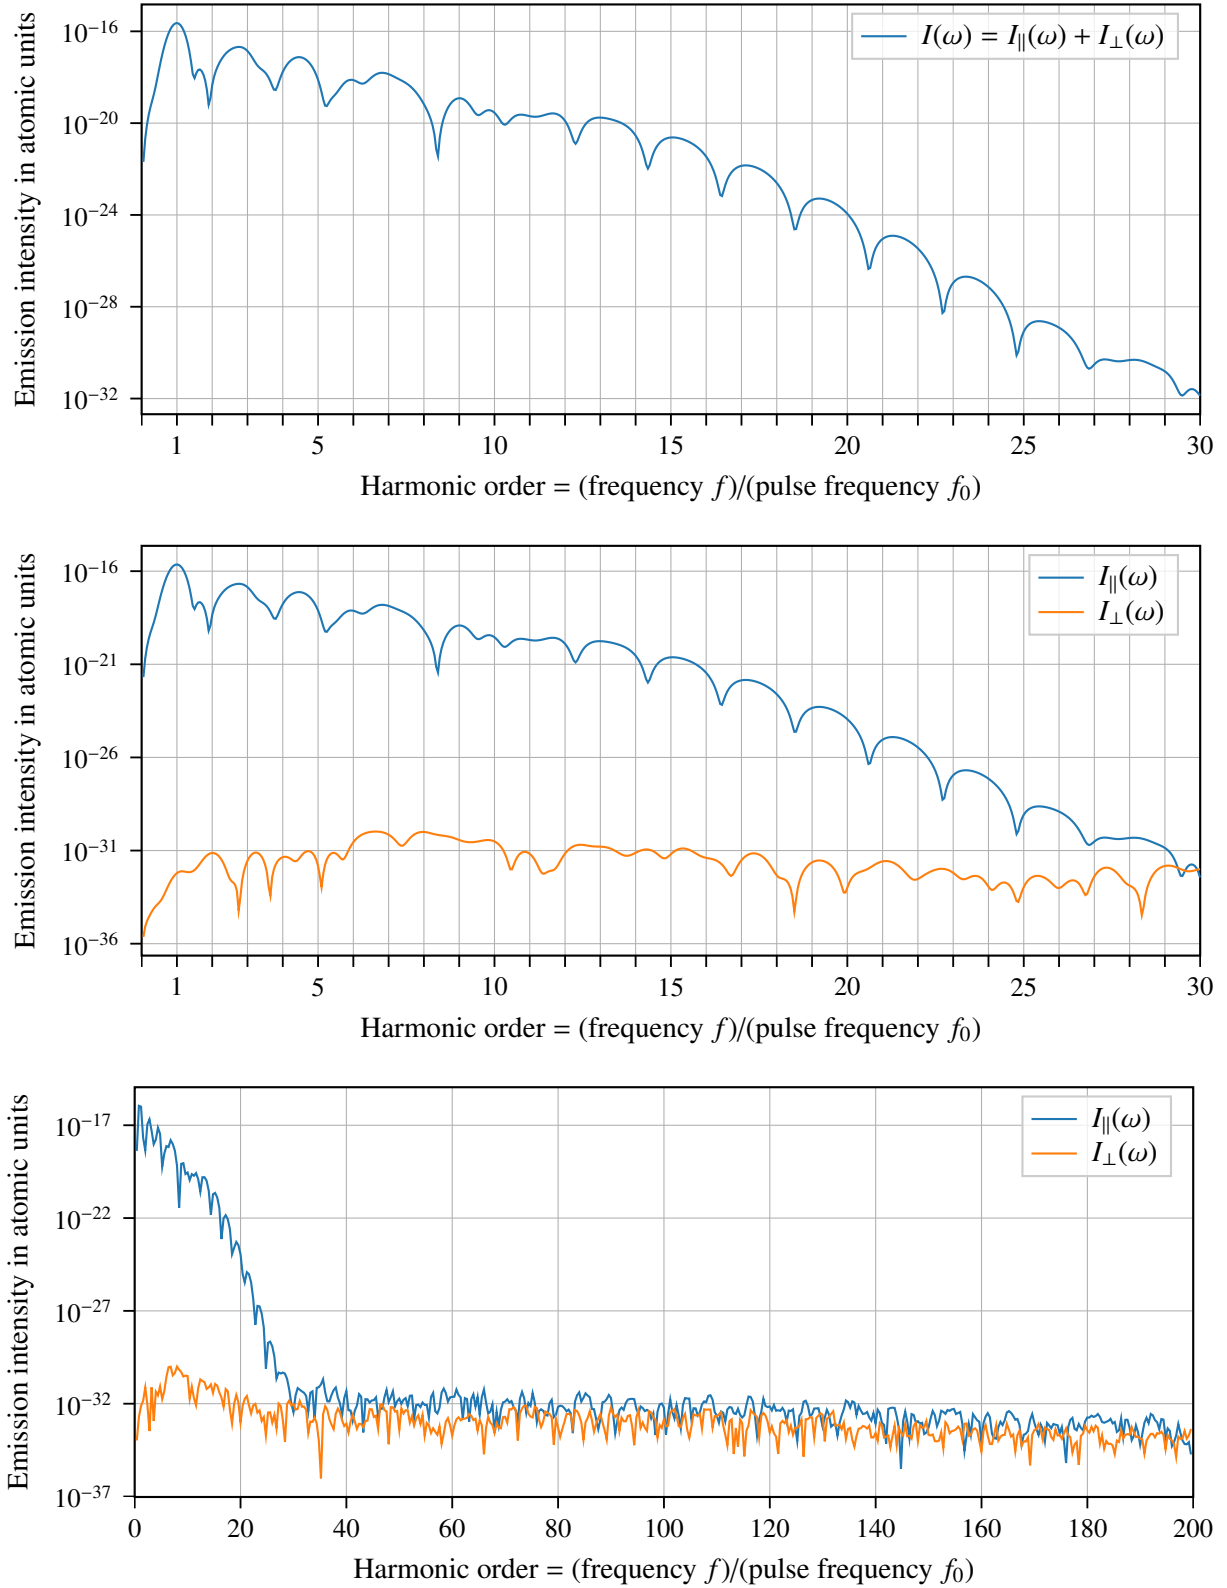 Emission intensity in atomic units
10⁻¹⁶
10⁻²⁰
10⁻²⁴
10⁻²⁸
10⁻³²
I(ω) = I∥(ω) + I⊥(ω)
1 5 10 15 20 25 30
Harmonic order = (frequency f)/(pulse frequency f₀)
Emission intensity in atomic units
10⁻¹⁶
10⁻²¹
10⁻²⁶
10⁻³¹
10⁻³⁶
I∥(ω)
I⊥(ω)
1 5 10 15 20 25 30
Harmonic order = (frequency f)/(pulse frequency f₀)
Emission intensity in atomic units
10⁻¹⁷
10⁻²²
10⁻²⁷
10⁻³²
10⁻³⁷
I∥(ω)
I⊥(ω)
0 20 40 60 80 100 120 140 160 180 200
Harmonic order = (frequency f)/(pulse frequency f₀)